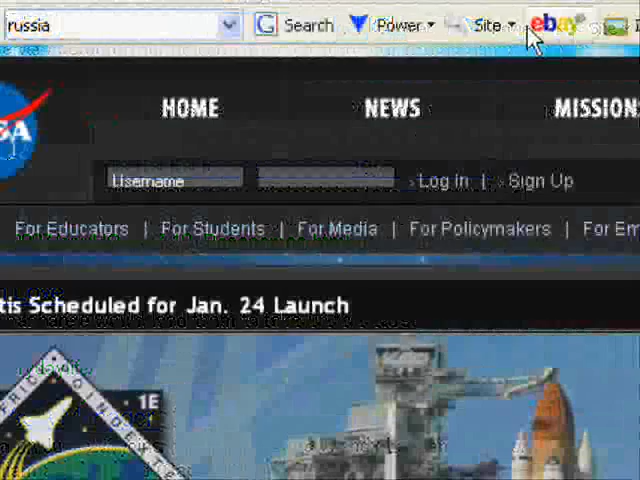 russia Search Power Site ebay
HOME NEWS MISSION
Username Log In | Sign Up
For Educators | For Students | For Media | For Policymakers | For Em
tis Scheduled for Jan. 24 Launch
1E